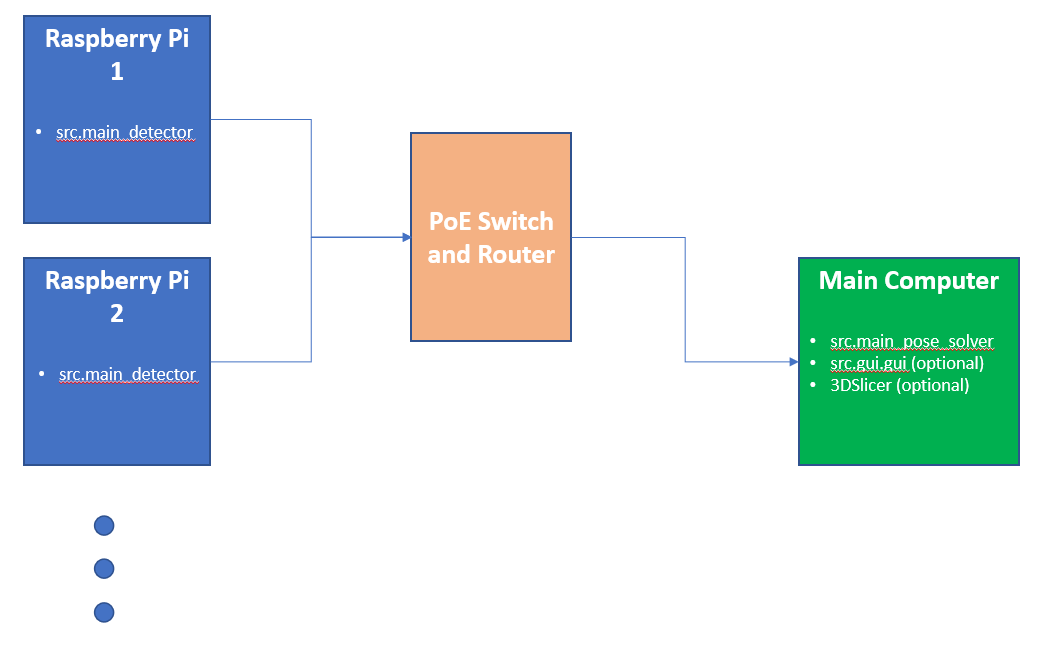 Raspberry Pi
1
• src.main_detector
Raspberry Pi
2
• src.main_detector
PoE Switch
and Router
Main Computer
• src.main_pose_solver
• src.gui.gui (optional)
• 3DSlicer (optional)